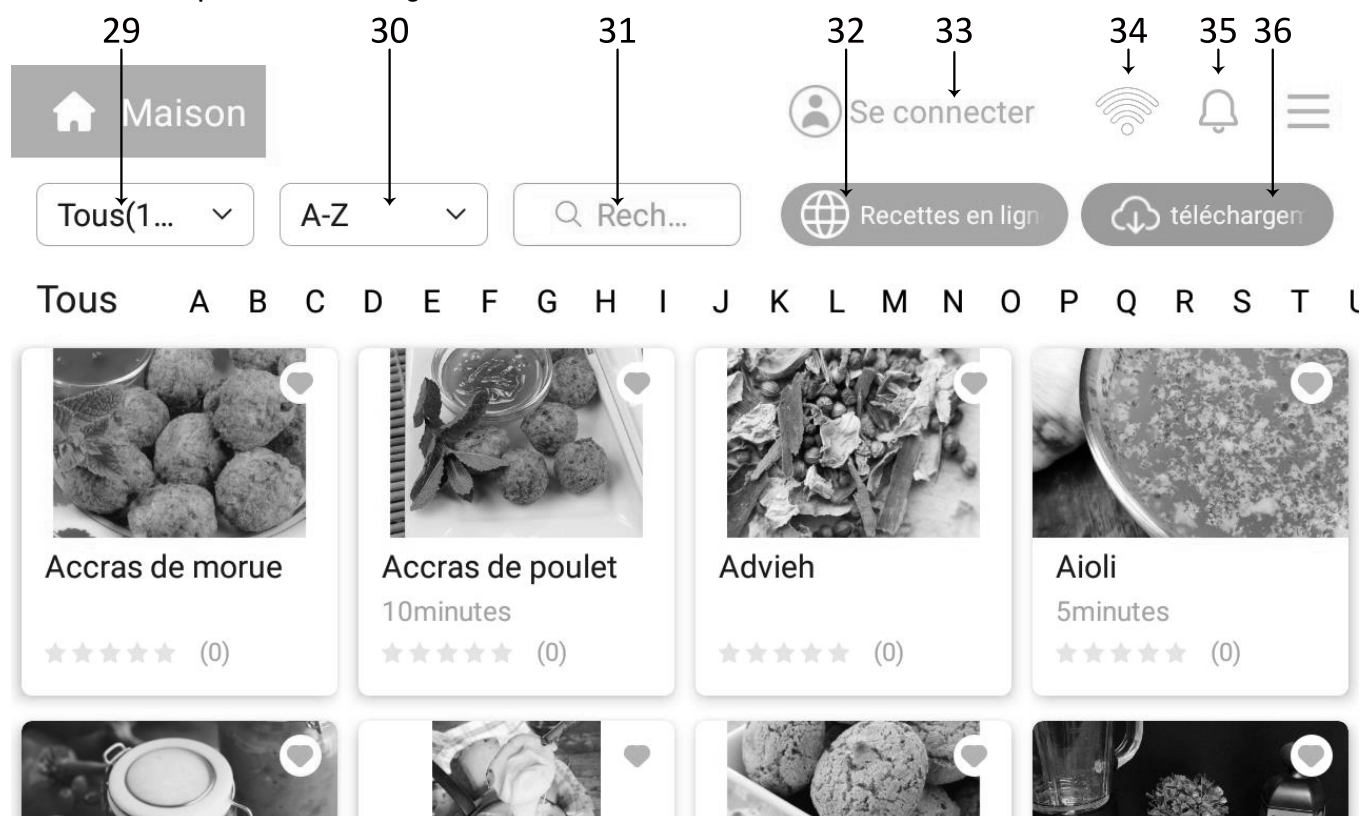 29 30 31 32 33 34 35 36
Maison Se connecter
Tous(1... A-Z Rech... Recettes en lign téléchargem
Tous A B C D E F G H I J K L M N O P Q R S T
Accras de morue Accras de poulet Advieh Aioli
10minutes 5minutes
(0) (0) (0) (0)